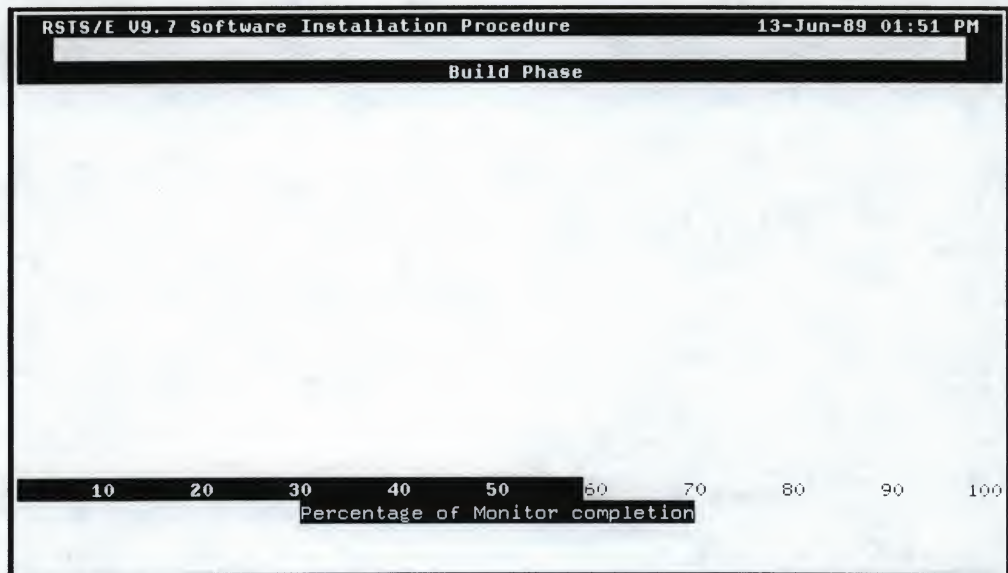 RSTS/E V9.7 Software Installation Procedure 13-Jun-89 01:51 PM
Build Phase
10 20 30 40 50 60 70 80 90 100
Percentage of Monitor completion